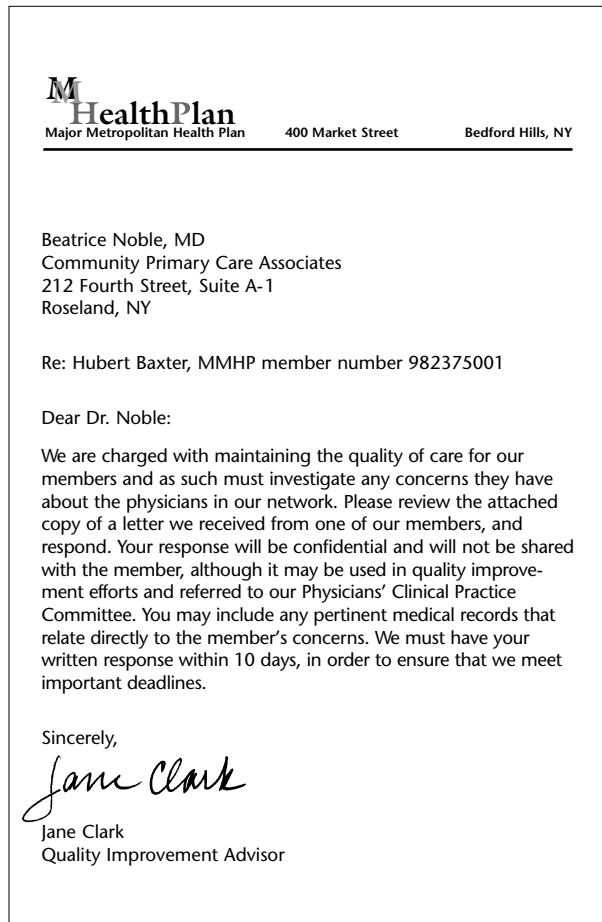 MHealthPlan
Major Metropolitan Health Plan 400 Market Street Bedford Hills, NY
Beatrice Noble, MD
Community Primary Care Associates
212 Fourth Street, Suite A-1
Roseland, NY
Re: Hubert Baxter, MMHP member number 982375001
Dear Dr. Noble:
We are charged with maintaining the quality of care for our
members and as such must investigate any concerns they have
about the physicians in our network. Please review the attached
copy of a letter we received from one of our members, and
respond. Your response will be confidential and will not be shared
with the member, although it may be used in quality improve-
ment efforts and referred to our Physicians’ Clinical Practice
Committee. You may include any pertinent medical records that
relate directly to the member’s concerns. We must have your
written response within 10 days, in order to ensure that we meet
important deadlines.
Sincerely,
Jane Clark
Jane Clark
Quality Improvement Advisor